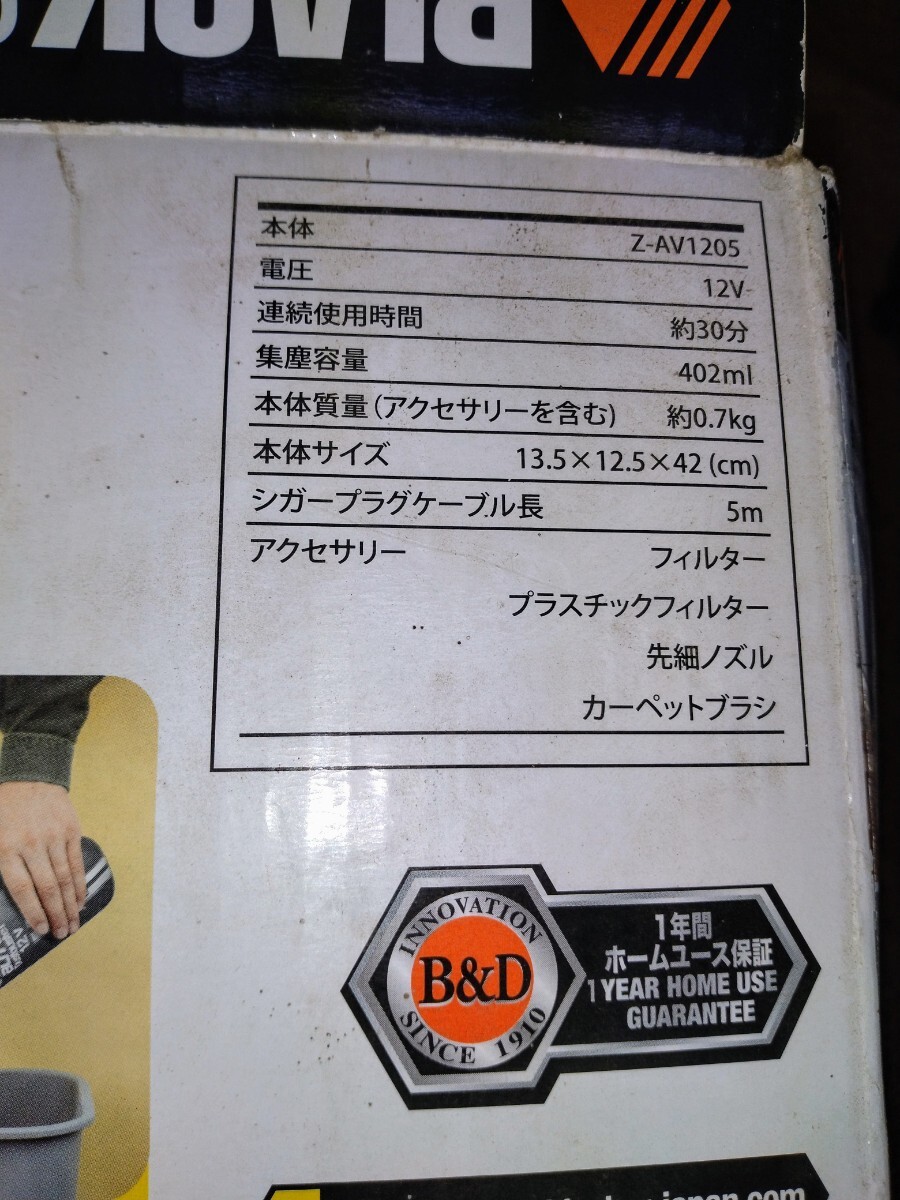 本体 Z-AV1205
電圧 12V
連続使用時間 約30分
集塵容量 402ml
本体質量(アクセサリーを含む) 約0.7kg
本体サイズ 13.5×12.5×42 (cm)
シガープラグケーブル長 5m
アクセサリー フィルター
プラスチックフィルター
先細ノズル
カーペットブラシ
INNOVATION
B&D
SINCE 1910
1年間
ホームユース保証
1 YEAR HOME USE
GUARANTEE